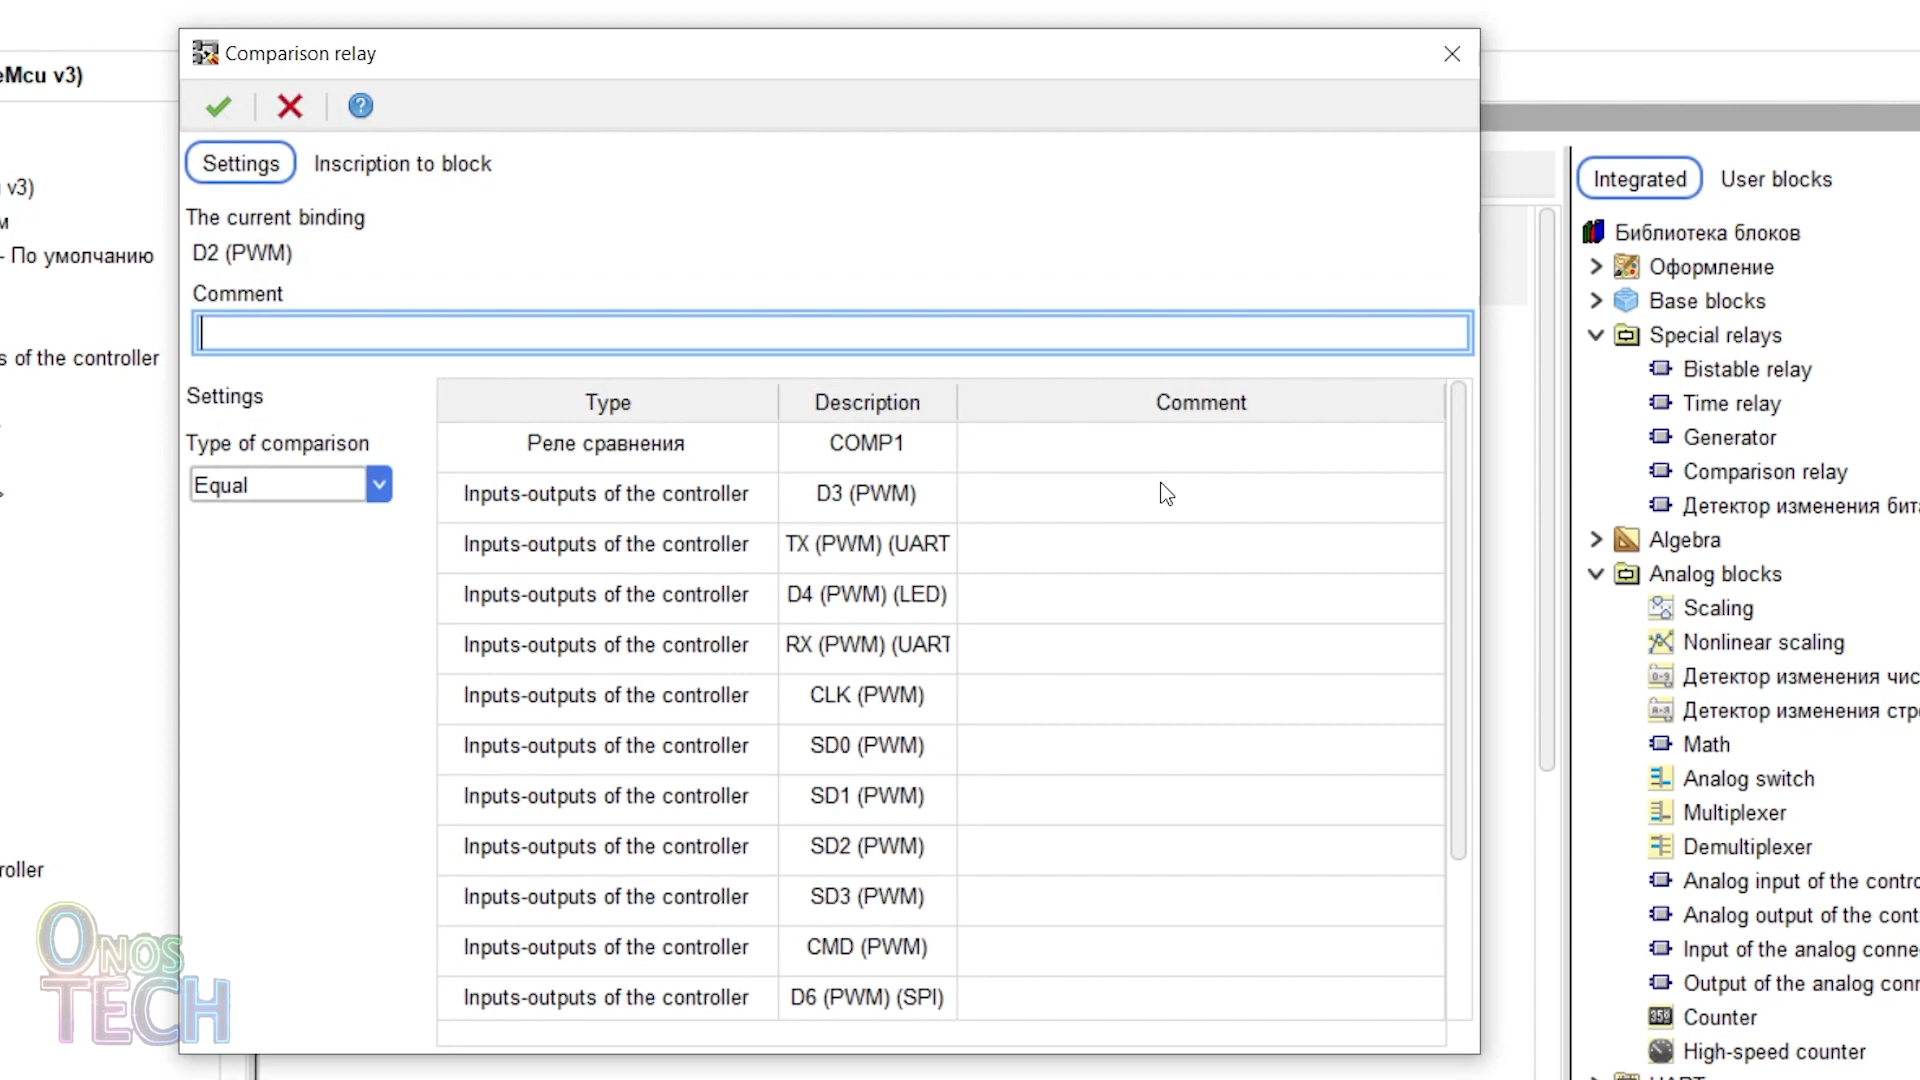 Comparison relay
eMcu v3)
Settings
Inscription to block
The current binding
D2 (PWM)
Comment
Settings
Type of comparison
Equal
Type Description Comment
Реле сравнения COMP1
Inputs-outputs of the controller D3 (PWM)
Inputs-outputs of the controller TX (PWM) (UART
Inputs-outputs of the controller D4 (PWM) (LED)
Inputs-outputs of the controller RX (PWM) (UART
Inputs-outputs of the controller CLK (PWM)
Inputs-outputs of the controller SD0 (PWM)
Inputs-outputs of the controller SD1 (PWM)
Inputs-outputs of the controller SD2 (PWM)
Inputs-outputs of the controller SD3 (PWM)
Inputs-outputs of the controller CMD (PWM)
Inputs-outputs of the controller D6 (PWM) (SPI)
v3)
м
- По умолчанию
s of the controller
roller
ONOS
TECH
Integrated
User blocks
Библиотека блоков
Оформление
Base blocks
Special relays
Bistable relay
Time relay
Generator
Comparison relay
Детектор изменения бита
Algebra
Analog blocks
Scaling
Nonlinear scaling
Детектор изменения чис
Детектор изменения стр
Math
Analog switch
Multiplexer
Demultiplexer
Analog input of the contro
Analog output of the cont
Input of the analog conne
Output of the analog conn
Counter
High-speed counter